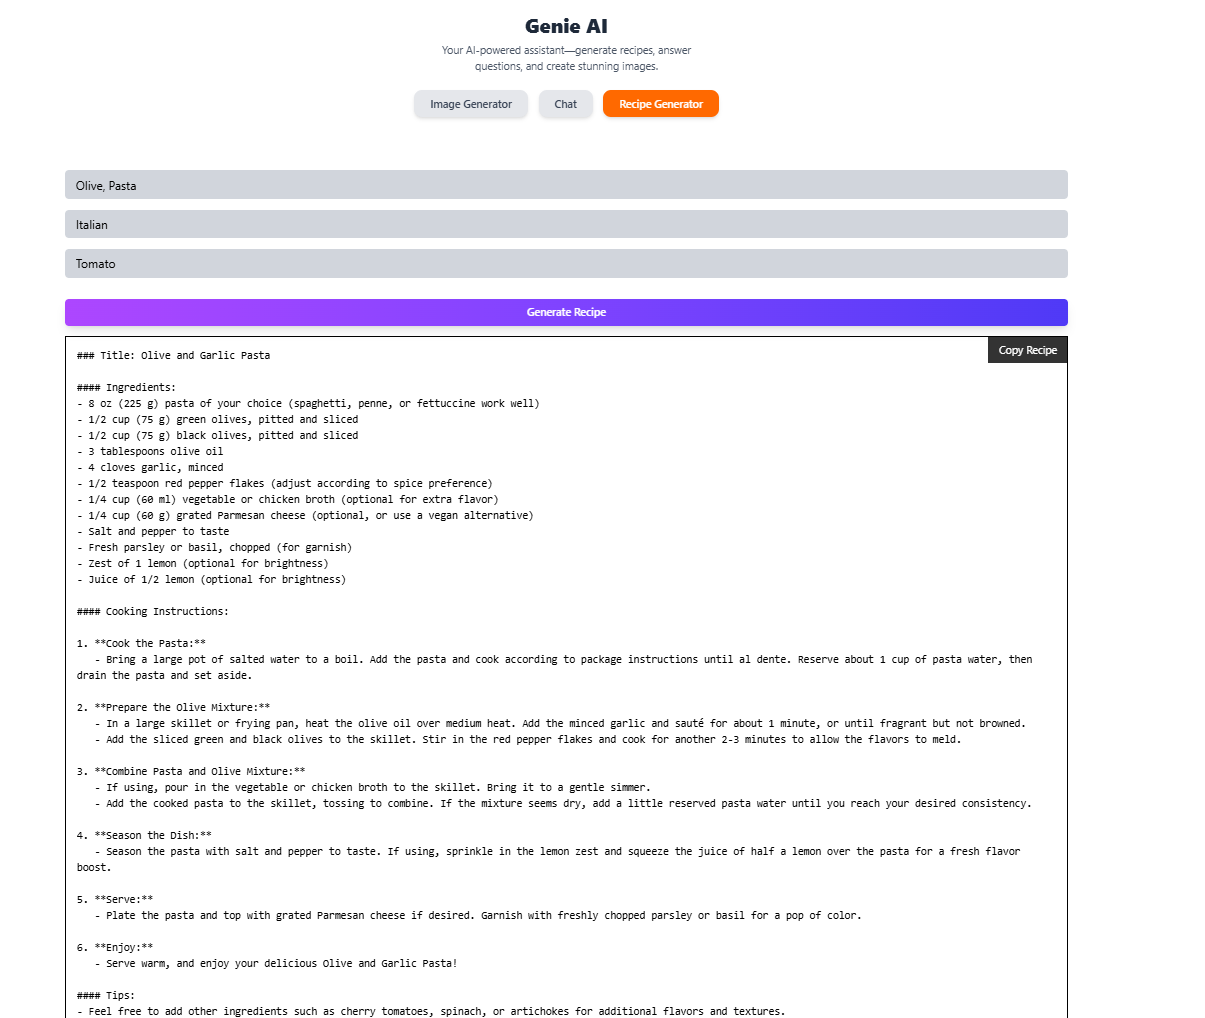 Genie AI
Your AI-powered assistant—generate recipes, answer
questions, and create stunning images.
Image Generator
Chat
Recipe Generator
Olive, Pasta
Italian
Tomato
Generate Recipe
Copy Recipe
### Title: Olive and Garlic Pasta
#### Ingredients:
- 8 oz (225 g) pasta of your choice (spaghetti, penne, or fettuccine work well)
- 1/2 cup (75 g) green olives, pitted and sliced
- 1/2 cup (75 g) black olives, pitted and sliced
- 3 tablespoons olive oil
- 4 cloves garlic, minced
- 1/2 teaspoon red pepper flakes (adjust according to spice preference)
- 1/4 cup (60 ml) vegetable or chicken broth (optional for extra flavor)
- 1/4 cup (60 g) grated Parmesan cheese (optional, or use a vegan alternative)
- Salt and pepper to taste
- Fresh parsley or basil, chopped (for garnish)
- Zest of 1 lemon (optional for brightness)
- Juice of 1/2 lemon (optional for brightness)
#### Cooking Instructions:
1. **Cook the Pasta:**
- Bring a large pot of salted water to a boil. Add the pasta and cook according to package instructions until al dente. Reserve about 1 cup of pasta water, then
drain the pasta and set aside.
2. **Prepare the Olive Mixture:**
- In a large skillet or frying pan, heat the olive oil over medium heat. Add the minced garlic and sauté for about 1 minute, or until fragrant but not browned.
- Add the sliced green and black olives to the skillet. Stir in the red pepper flakes and cook for another 2-3 minutes to allow the flavors to meld.
3. **Combine Pasta and Olive Mixture:**
- If using, pour in the vegetable or chicken broth to the skillet. Bring it to a gentle simmer.
- Add the cooked pasta to the skillet, tossing to combine. If the mixture seems dry, add a little reserved pasta water until you reach your desired consistency.
4. **Season the Dish:**
- Season the pasta with salt and pepper to taste. If using, sprinkle in the lemon zest and squeeze the juice of half a lemon over the pasta for a fresh flavor
boost.
5. **Serve:**
- Plate the pasta and top with grated Parmesan cheese if desired. Garnish with freshly chopped parsley or basil for a pop of color.
6. **Enjoy:**
- Serve warm, and enjoy your delicious Olive and Garlic Pasta!
#### Tips:
- Feel free to add other ingredients such as cherry tomatoes, spinach, or artichokes for additional flavors and textures.